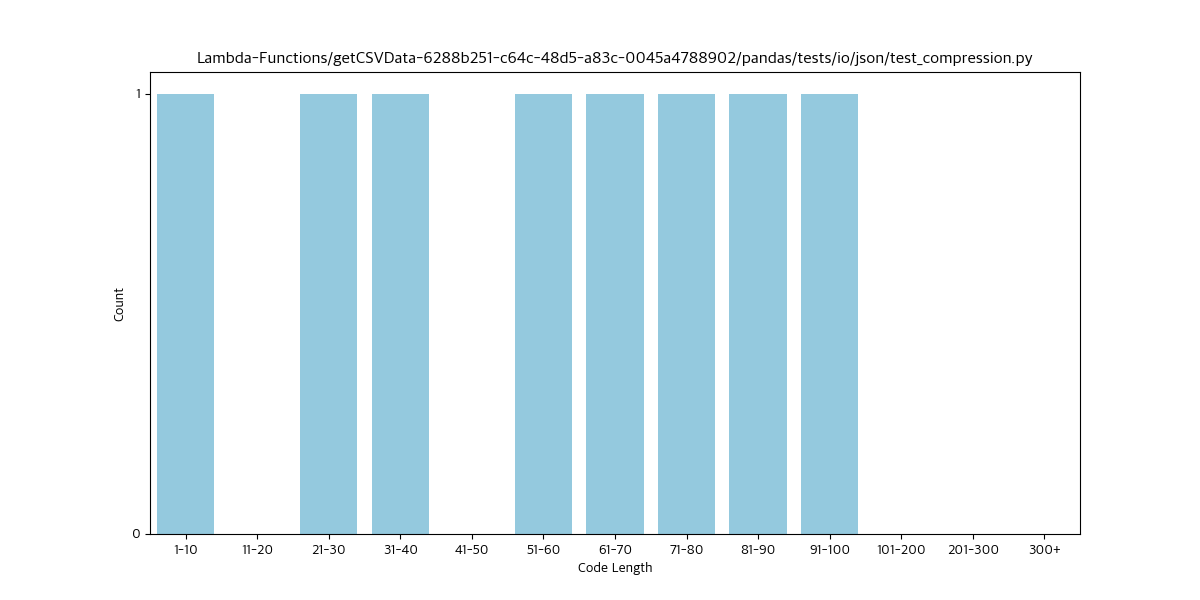 Lambda-Functions/getCSVData-6288b251-c64c-48d5-a83c-0045a4788902/pandas/tests/io/json/test_compression.py
1
Count
0
1-10 11-20 21-30 31-40 41-50 51-60 61-70 71-80 81-90 91-100 101-200 201-300 300+
Code Length